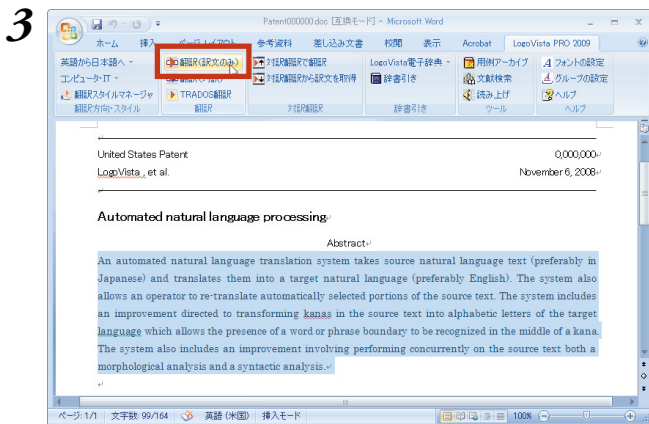 3
Patent000000.doc [互換モード] - Microsoft Word
ホーム 挿入 ページ レイアウト 参考資料 差し込み文書 校閲 表示 Acrobat LogoVista PRO 2009
英語から日本語へ 翻訳(訳文のみ) 対訳翻訳で翻訳 LogoVista電子辞典 用例アーカイブ フォントの設定
コンピュータ・IT 対訳翻訳から訳文を取得 辞書引き 文献検索 グループの設定
翻訳スタイルマネージャ TRADOS翻訳 読み上げ ヘルプ
翻訳方向・スタイル 翻訳 対訳翻訳 辞書引き ツール ヘルプ
United States Patent 0,000,000
LogoVista , et al. November 6, 2008
Automated natural language processing
Abstract
An automated natural language translation system takes source natural language text (preferably in
Japanese) and translates them into a target natural language (preferably English). The system also
allows an operator to re-translate automatically selected portions of the source text. The system includes
an improvement directed to transforming kanas in the source text into alphabetic letters of the target
language which allows the presence of a word or phrase boundary to be recognized in the middle of a kana.
The system also includes an improvement involving performing concurrently on the source text both a
morphological analysis and a syntactic analysis.
ページ: 1/1 文字数: 99/164 英語 (米国) 挿入モード 100%